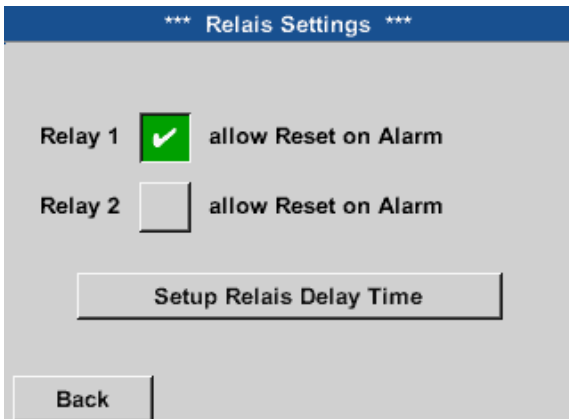 *** Relais Settings ***
Relay 1 allow Reset on Alarm
Relay 2 allow Reset on Alarm
Setup Relais Delay Time
Back